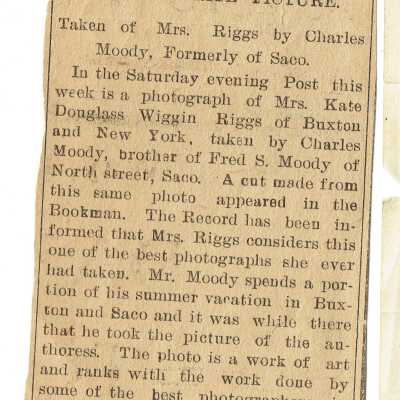 PICTURE.
Taken of Mrs. Riggs by Charles
Moody, Formerly of Saco.
In the Saturday evening Post this
week is a photograph of Mrs. Kate
Douglass Wiggin Riggs of Buxton
and New York, taken by Charles
Moody, brother of Fred S. Moody of
North street, Saco. A cut made from
this same photo appeared in the
Bookman. The Record has been in-
formed that Mrs. Riggs considers this
one of the best photographs she ever
had taken. Mr. Moody spends a por-
tion of his summer vacation in Bux-
ton and Saco and it was while there
that he took the picture of the au-
thoress. The photo is a work of art
and ranks with the work done by
some of the best